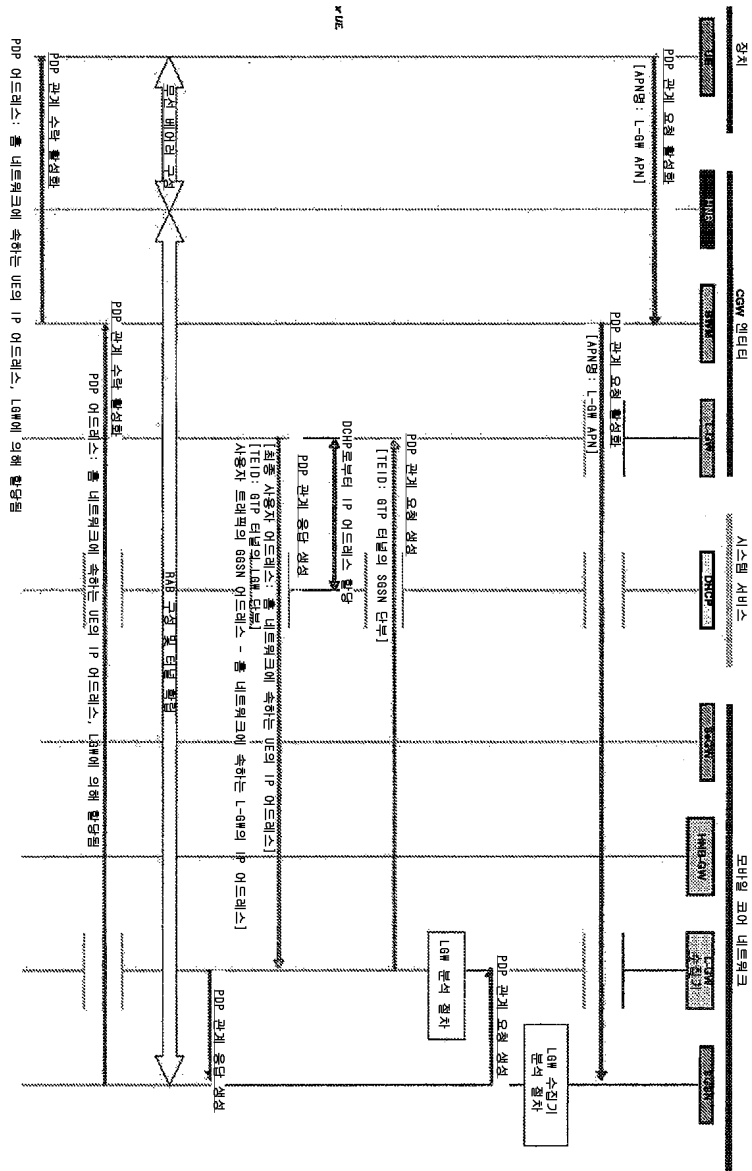 장치
CGW 엔티티
시스템 서비스
모바일 코어 네트워크
UE
HNB
BWM
L-GW
DHCP
SeGW
HNB-GW
L-GW
수집기
SGSN
PDP 관계 요청 활성화
[APN명: L-GW APN]
PDP 관계 요청 활성화
[APN명: L-GW APN]
LGW 수집기
분석 절차
PDP 관계 요청 생성
LGW 분석 절차
PDP 관계 요청 생성
[TEID: GTP 터널의 SGSN 단부]
DCHP로부터 IP 어드레스 할당
PDP 관계 응답 생성
[최종 사용자 어드레스: 홈 네트워크에 속하는 UE의 IP 어드레스]
[TEID: GTP 터널의 LGW 단부]
사용자 트래픽의 GGSN 어드레스 - 홈 네트워크에 속하는 L-GW의 IP 어드레스]
PDP 관계 응답 생성
무선 베어러 구성
RAB 구성 및 터널 확립
PDP 관계 수락 활성화
PDP 어드레스: 홈 네트워크에 속하는 UE의 IP 어드레스, LGW에 의해 할당됨
PDP 관계 수락 활성화
PDP 어드레스: 홈 네트워크에 속하는 UE의 IP 어드레스, LGW에 의해 할당됨